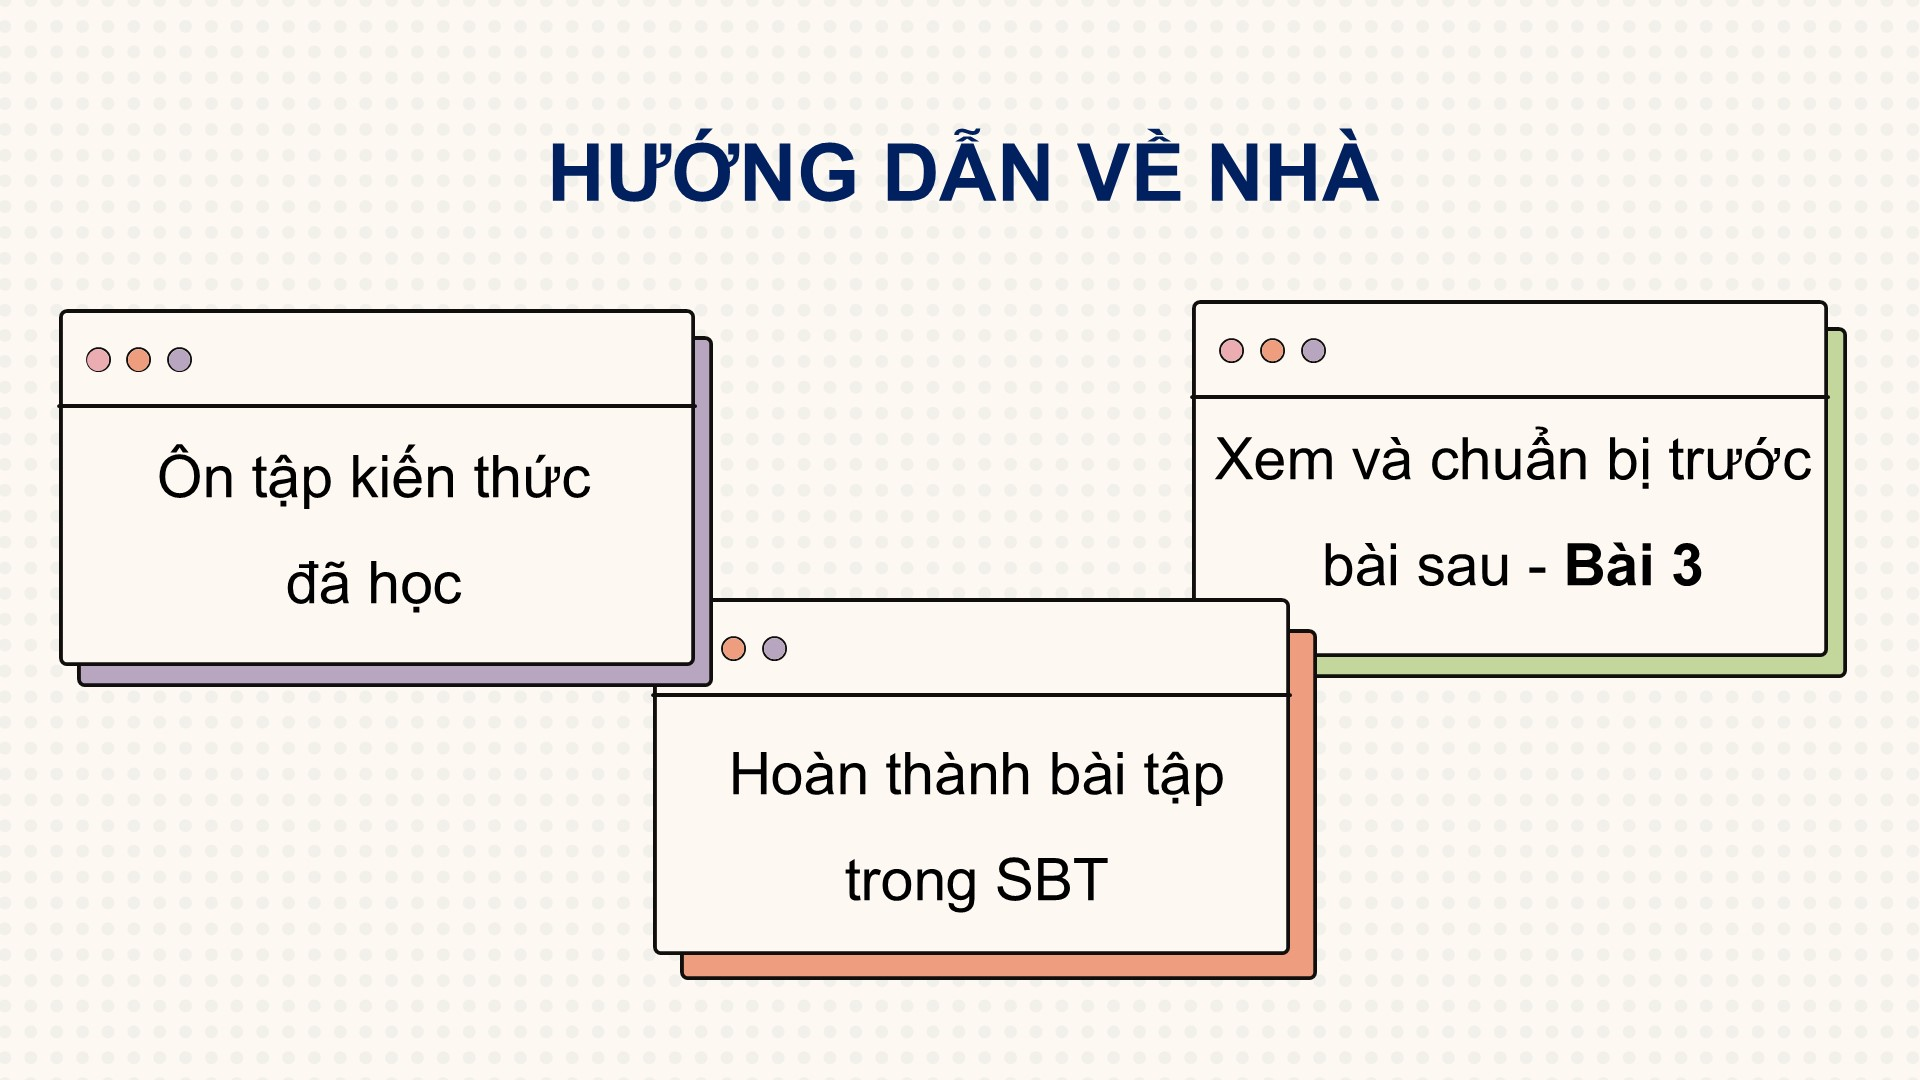 HƯỚNG DẪN VỀ NHÀ
Ôn tập kiến thức
đã học
Hoàn thành bài tập
trong SBT
Xem và chuẩn bị trước
bài sau - Bài 3